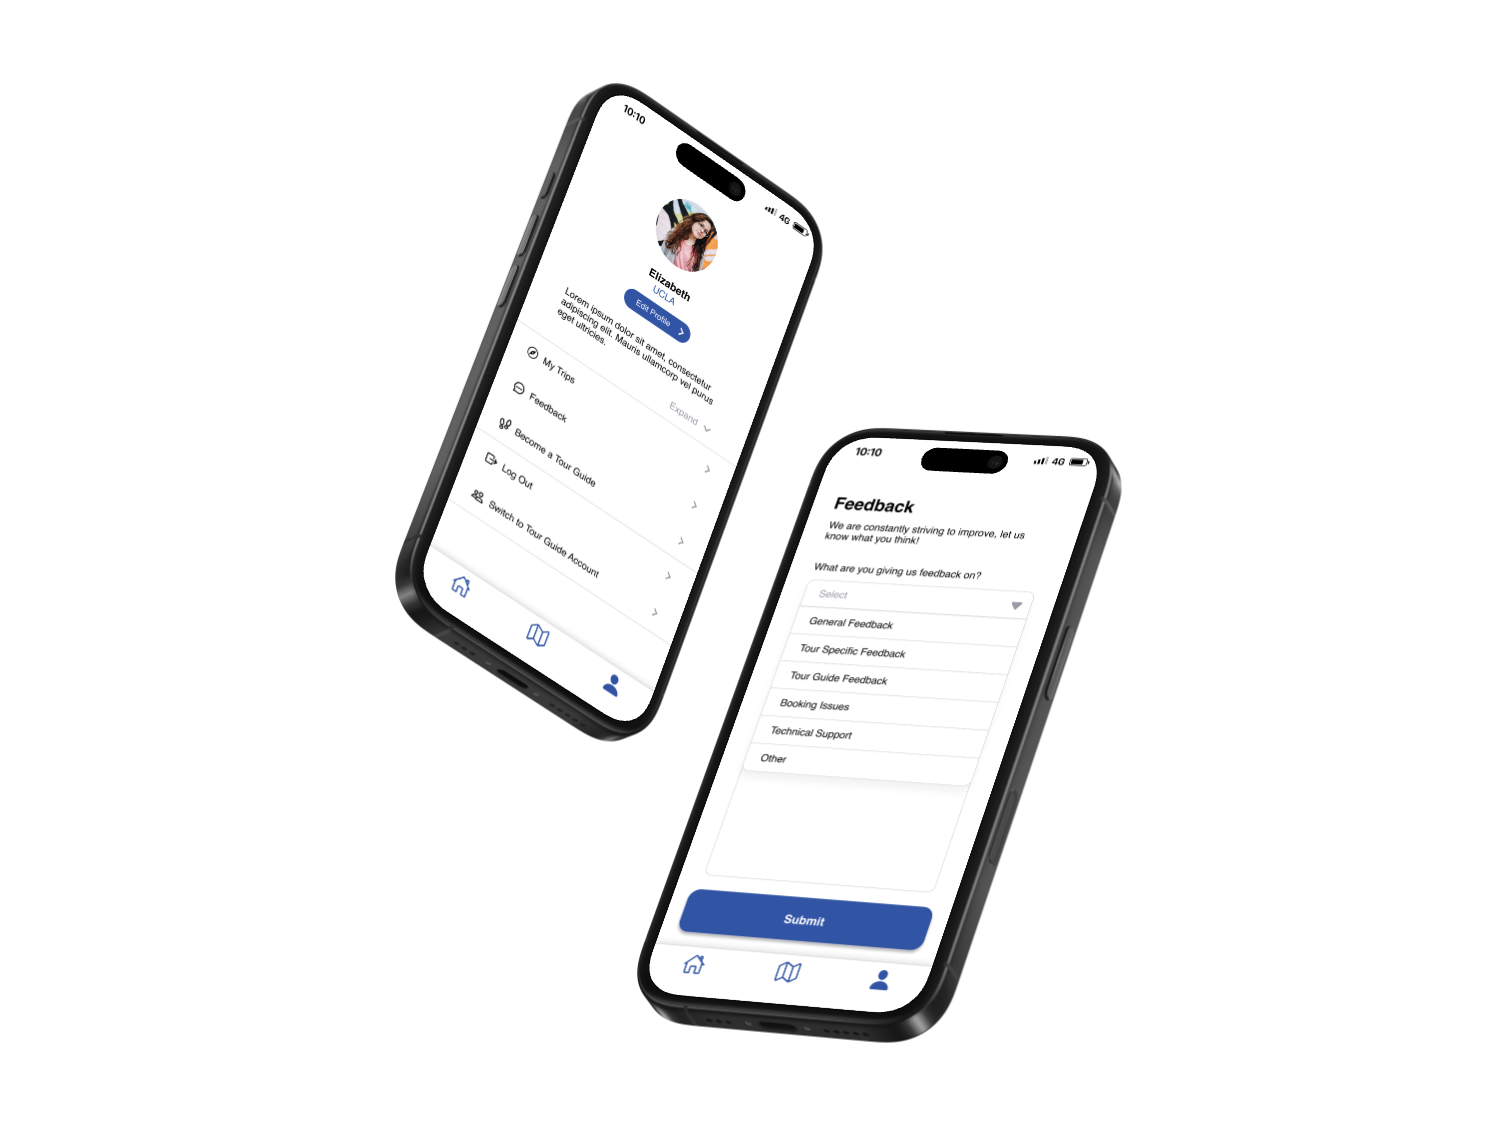 10:10
4G
Elizabeth
UCLA
Edit Profile
Lorem ipsum dolor sit amet, consectetur
adipiscing elit. Mauris ullamcorp vel purus
eget ultricies.
Expand
My Trips
Feedback
Become a Tour Guide
Log Out
Switch to Tour Guide Account
10:10
4G
Feedback
We are constantly striving to improve, let us
know what you think!
What are you giving us feedback on?
Select
General Feedback
Tour Specific Feedback
Tour Guide Feedback
Booking Issues
Technical Support
Other
Submit